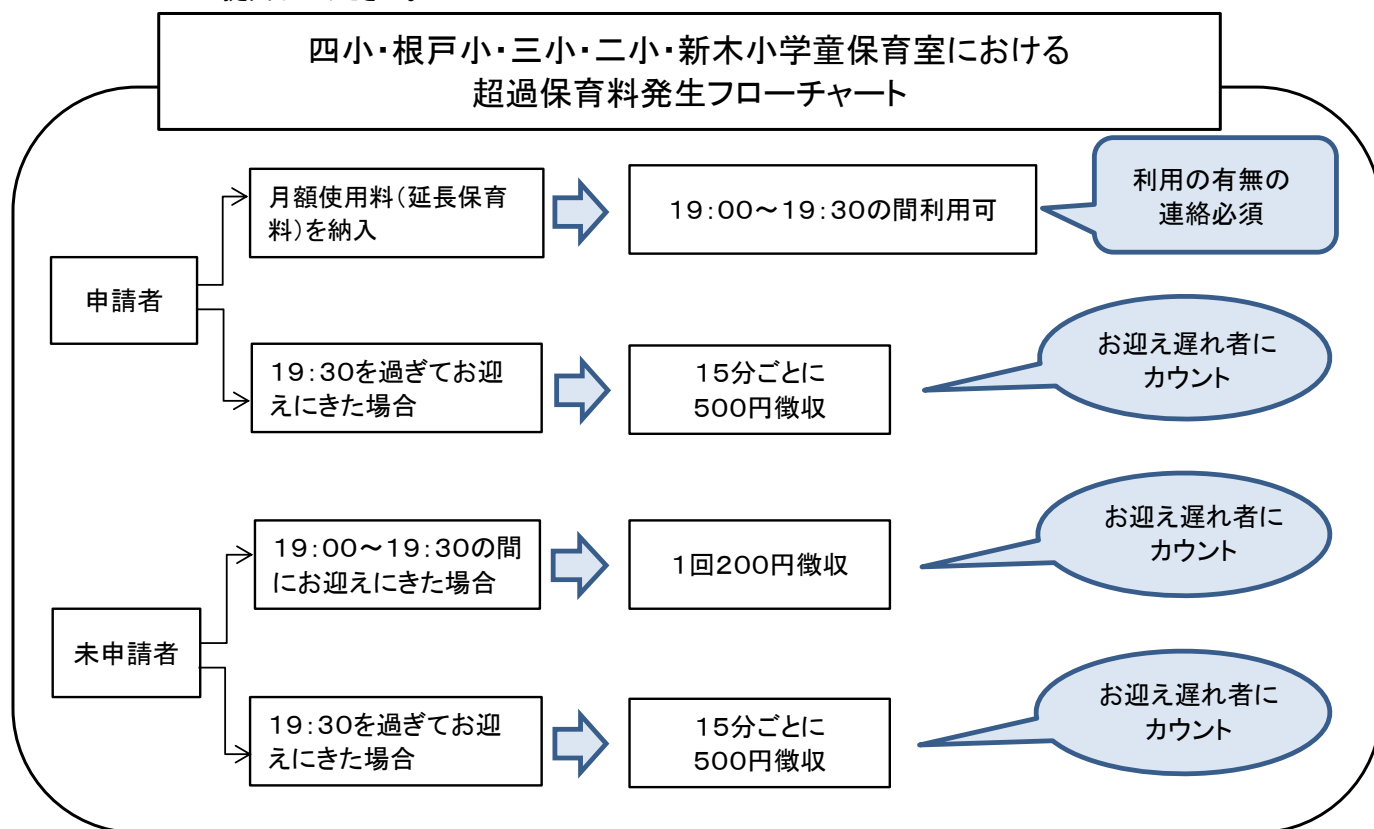 四小・根戸小・三小・二小・新木小学童保育室における
超過保育料発生フローチャート
申請者
月額使用料（延長保育
料）を納入
１９：００～１９：３０の間利用可
利用の有無の
連絡必須
１９：３０を過ぎてお迎
えにきた場合
１５分ごとに
５００円徴収
お迎え遅れ者に
カウント
未申請者
１９：００～１９：３０の間
にお迎えにきた場合
１回２００円徴収
お迎え遅れ者に
カウント
１９：３０を過ぎてお迎
えにきた場合
１５分ごとに
５００円徴収
お迎え遅れ者に
カウント